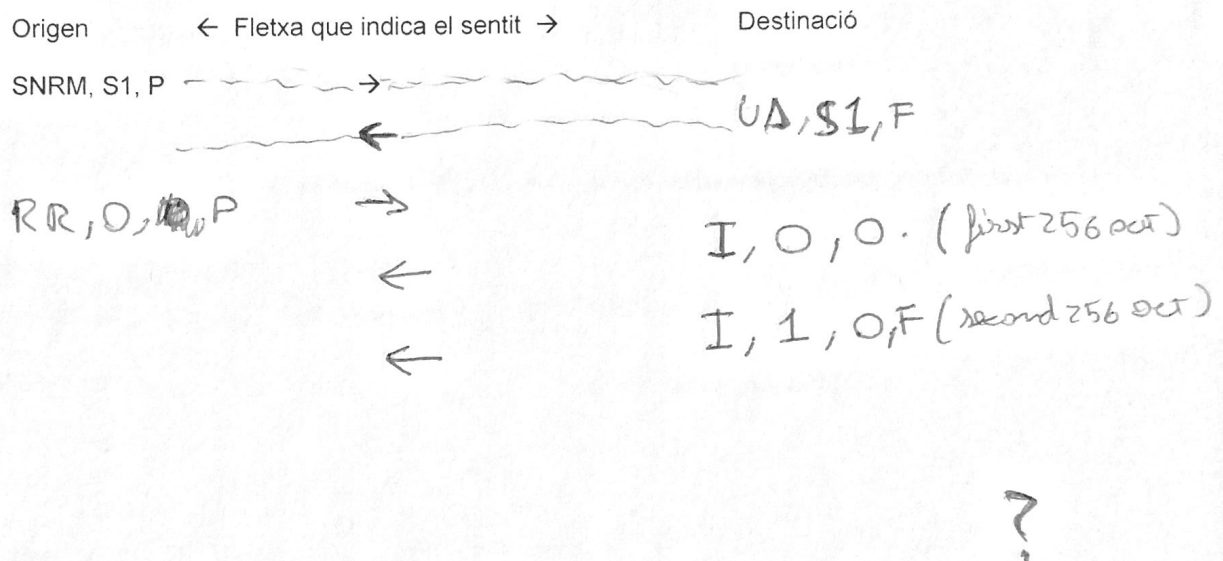 Origen ← Fletxa que indica el sentit → Destinació
SNRM, S1, P →
← UA, S1, F
RR, 0, , P →
I, 0, 0. (first 256 oct)
←
I, 1, 0, F (second 256 oct)
←
?